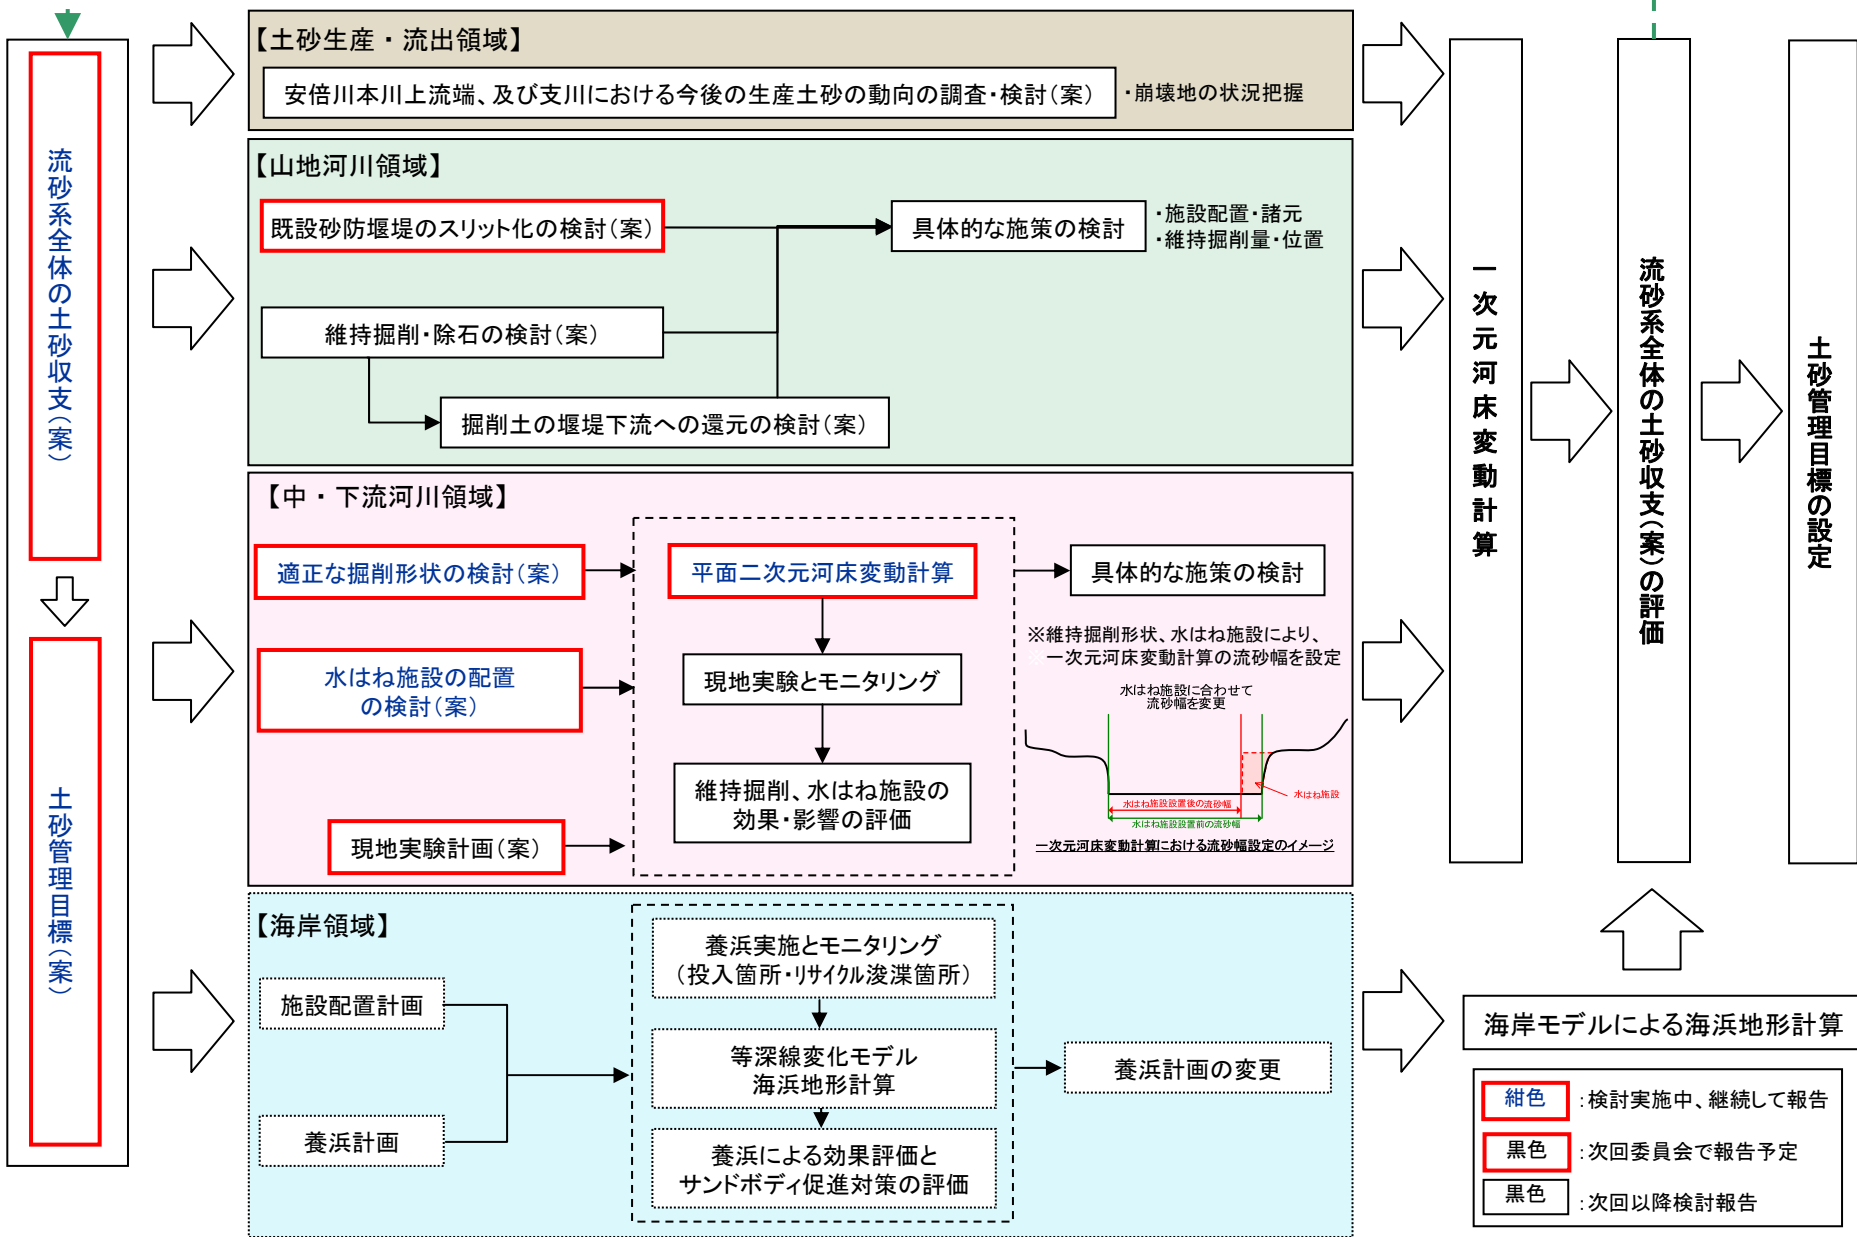 流砂系全体の土砂収支（案）
土砂管理目標（案）
【土砂生産・流出領域】
安倍川本川上流端、及び支川における今後の生産土砂の動向の調査・検討（案）
・崩壊地の状況把握
【山地河川領域】
既設砂防堰堤のスリット化の検討（案）
具体的な施策の検討
・施設配置・諸元
・維持掘削量・位置
維持掘削・除石の検討（案）
掘削土の堰堤下流への還元の検討（案）
【中・下流河川領域】
適正な掘削形状の検討（案）
水はね施設の配置
の検討（案）
現地実験計画（案）
平面二次元河床変動計算
現地実験とモニタリング
維持掘削、水はね施設の
効果・影響の評価
具体的な施策の検討
※維持掘削形状、水はね施設により、
※一次元河床変動計算の流砂幅を設定
水はね施設に合わせて
流砂幅を変更
水はね施設
水はね施設設置後の流砂幅
水はね施設設置前の流砂幅
一次元河床変動計算における流砂幅設定のイメージ
【海岸領域】
施設配置計画
養浜計画
養浜実施とモニタリング
（投入箇所・リサイクル浚渫箇所）
等深線変化モデル
海浜地形計算
養浜による効果評価と
サンドボディ促進対策の評価
養浜計画の変更
一次元河床変動計算
流砂系全体の土砂収支（案）の評価
土砂管理目標の設定
海岸モデルによる海浜地形計算
紺色 ：検討実施中、継続して報告
黒色 ：次回委員会で報告予定
黒色 ：次回以降検討報告